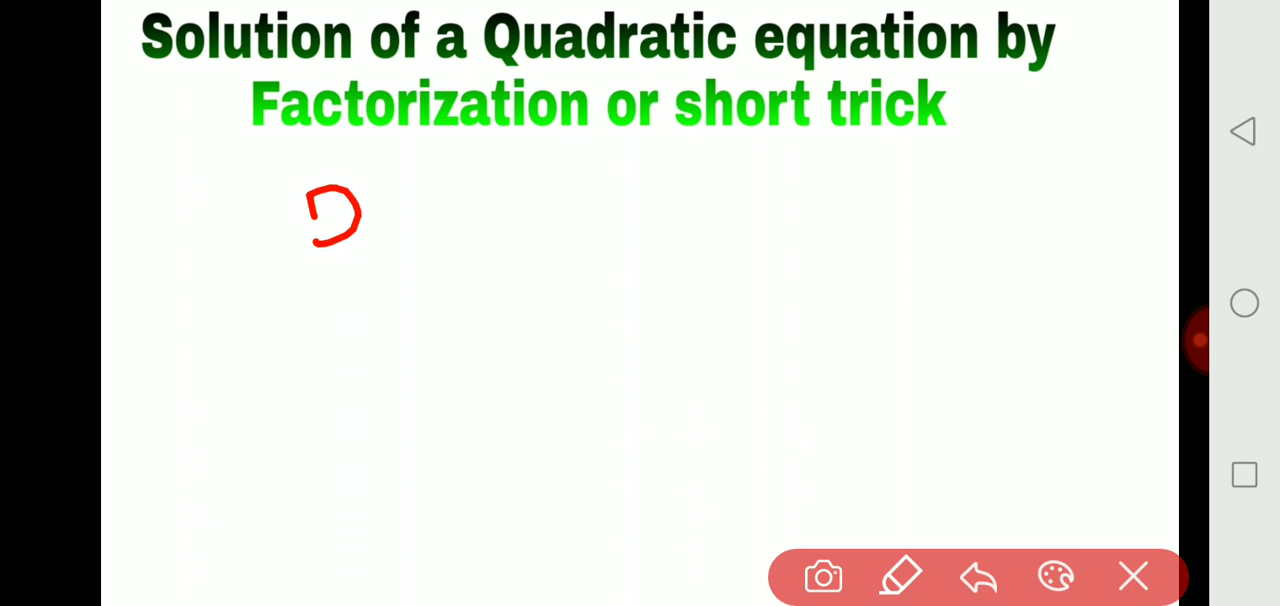 Solution of a Quadratic equation by
Factorization or short trick